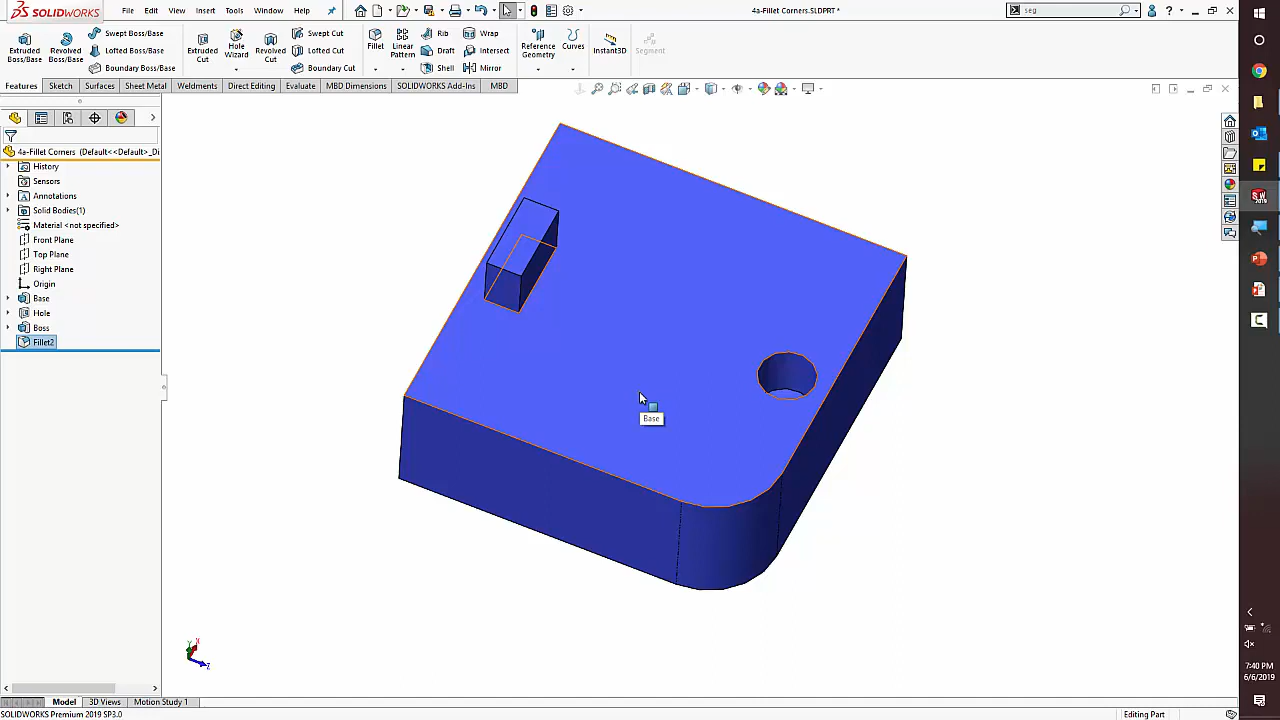 SOLIDWORKS
File Edit View Insert Tools Window Help
4a-Fillet Corners.SLDPRT *
seg
Extruded Boss/Base
Revolved Boss/Base
Swept Boss/Base
Lofted Boss/Base
Boundary Boss/Base
Extruded Cut
Hole Wizard
Revolved Cut
Swept Cut
Lofted Cut
Boundary Cut
Fillet
Linear Pattern
Rib
Draft
Shell
Wrap
Intersect
Mirror
Reference Geometry
Curves
Instant3D
Segment
Features Sketch Surfaces Sheet Metal Weldments Direct Editing Evaluate MBD Dimensions SOLIDWORKS Add-Ins MBD
4a-Fillet Corners (Default<<Default>_Di
History
Sensors
Annotations
Solid Bodies(1)
Material <not specified>
Front Plane
Top Plane
Right Plane
Origin
Base
Hole
Boss
Fillet2
Base
Y X Z
Model 3D Views Motion Study 1
SOLIDWORKS Premium 2019 SP3.0
Editing Part
7:40 PM
6/6/2019